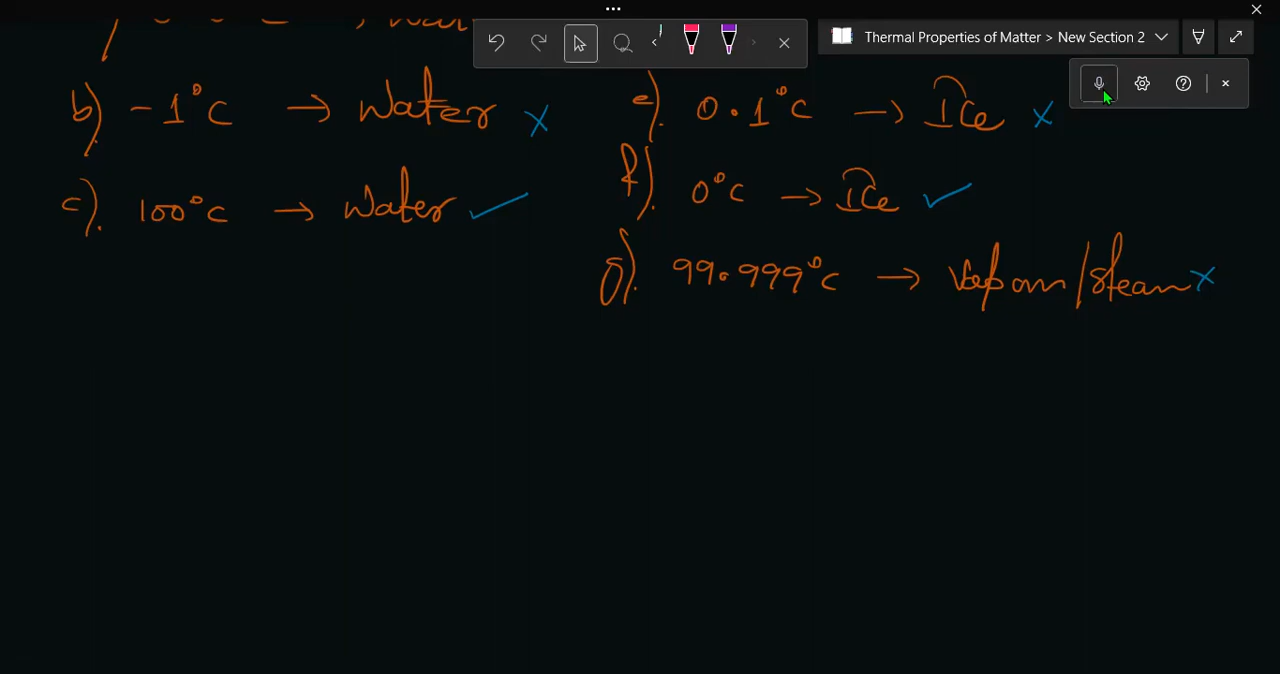 Thermal Properties of Matter > New Section 2
b) -1°C → Water ×
c). 100°C → Water ✓
e). 0.1°C → Ice ×
f). 0°C → Ice ✓
g). 99.999°C → Vapour/Steam ×